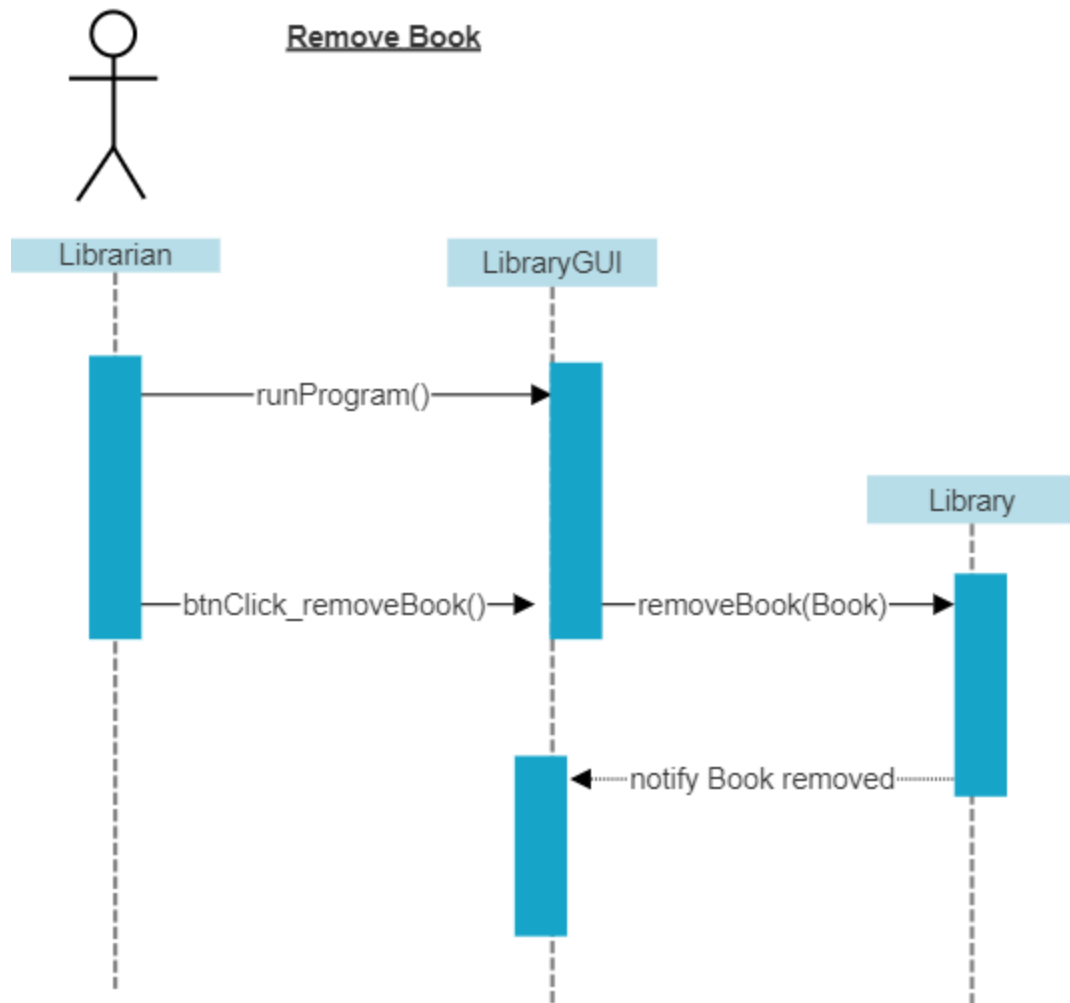 Remove Book
Librarian
LibraryGUI
runProgram()
Library
btnClick_removeBook()
removeBook(Book)
notify Book removed